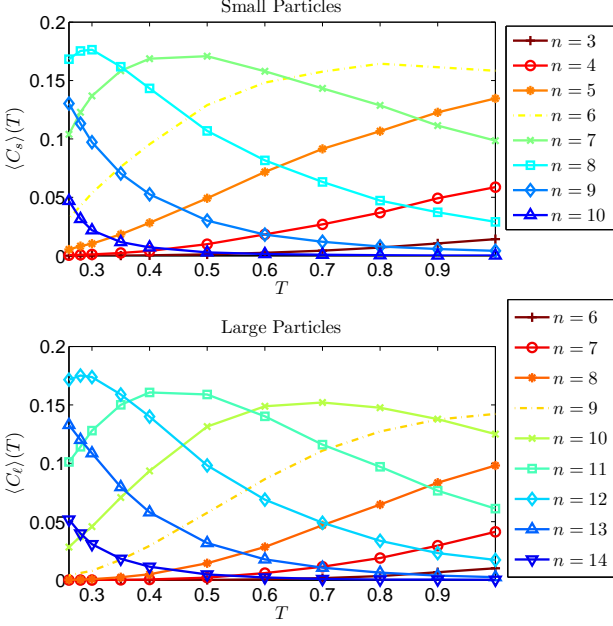 Small Particles
0.2
0.15
0.1
0.05
0
⟨C_s⟩(T)
0.3 0.4 0.5 0.6 0.7 0.8 0.9
T
n = 3
n = 4
n = 5
n = 6
n = 7
n = 8
n = 9
n = 10
Large Particles
0.2
0.15
0.1
0.05
0
⟨C_ℓ⟩(T)
0.3 0.4 0.5 0.6 0.7 0.8 0.9
T
n = 6
n = 7
n = 8
n = 9
n = 10
n = 11
n = 12
n = 13
n = 14